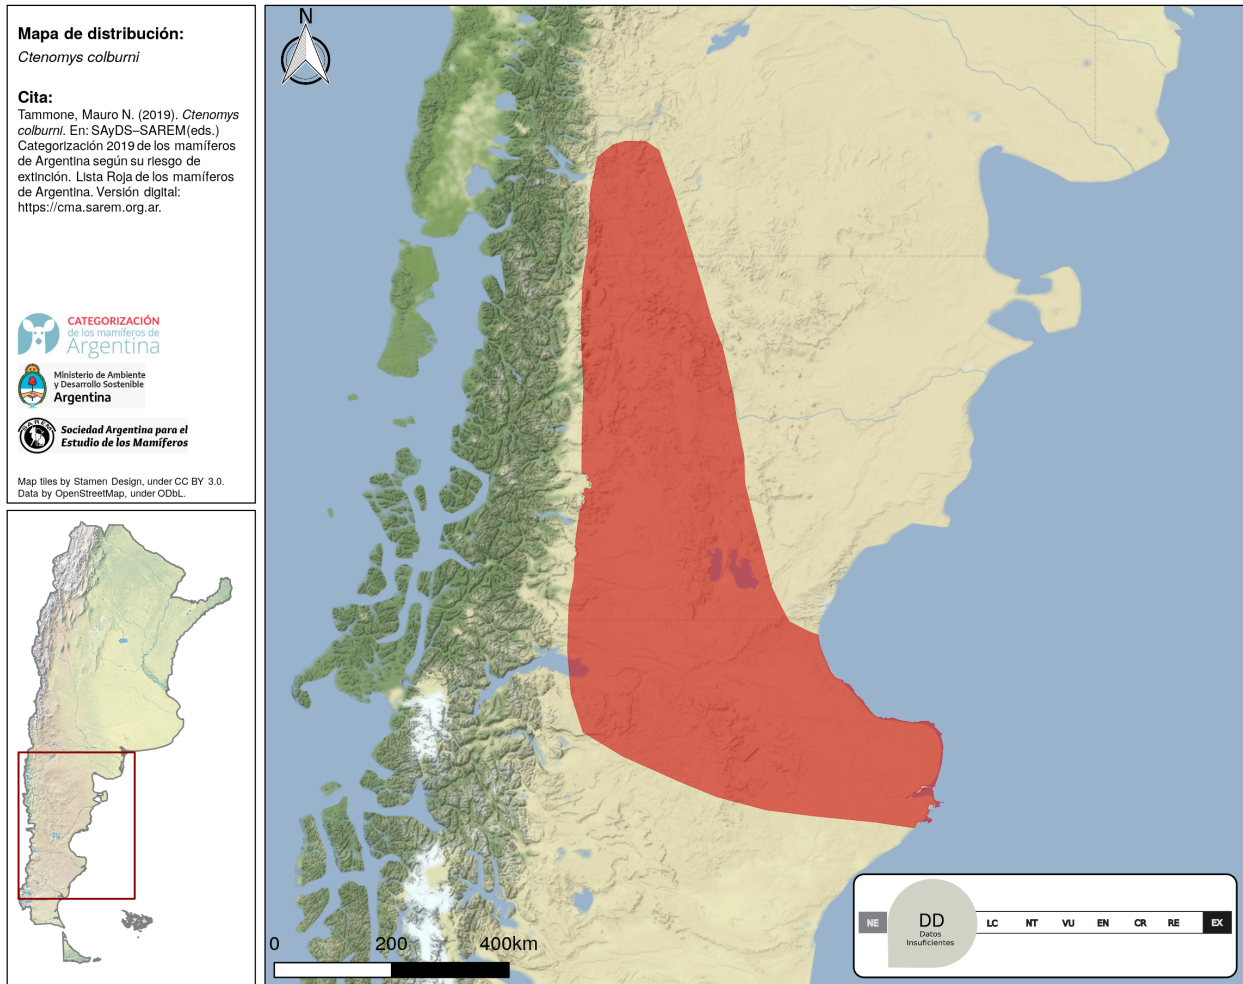 Mapa de distribución:
Ctenomys colburni
Cita:
Tammone, Mauro N. (2019). Ctenomys
colburni. En: SAyDS–SAREM(eds.)
Categorización 2019 de los mamíferos
de Argentina según su riesgo de
extinción. Lista Roja de los mamíferos
de Argentina. Versión digital:
https://cma.sarem.org.ar.
CATEGORIZACIÓN
de los mamíferos de
Argentina
Ministerio de Ambiente
y Desarrollo Sostenible
Argentina
SAREM
Sociedad Argentina para el
Estudio de los Mamíferos
Map tiles by Stamen Design, under CC BY 3.0.
Data by OpenStreetMap, under ODbL.
N
0 200 400km
NE DD LC NT VU EN CR RE EX
Datos
Insuficientes